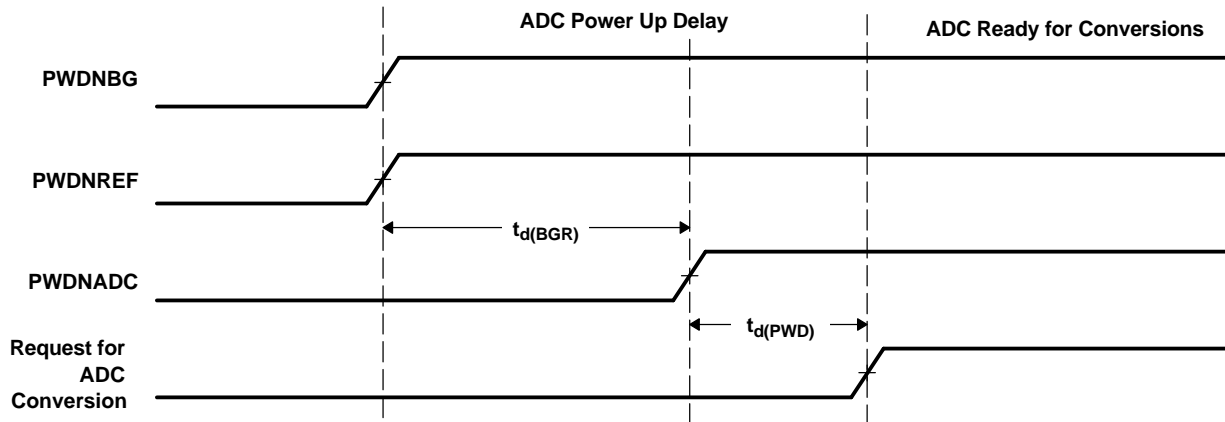 ADC Power Up Delay
ADC Ready for Conversions
PWDNBG
PWDNREF
td(BGR)
PWDNADC
td(PWD)
Request for
ADC
Conversion